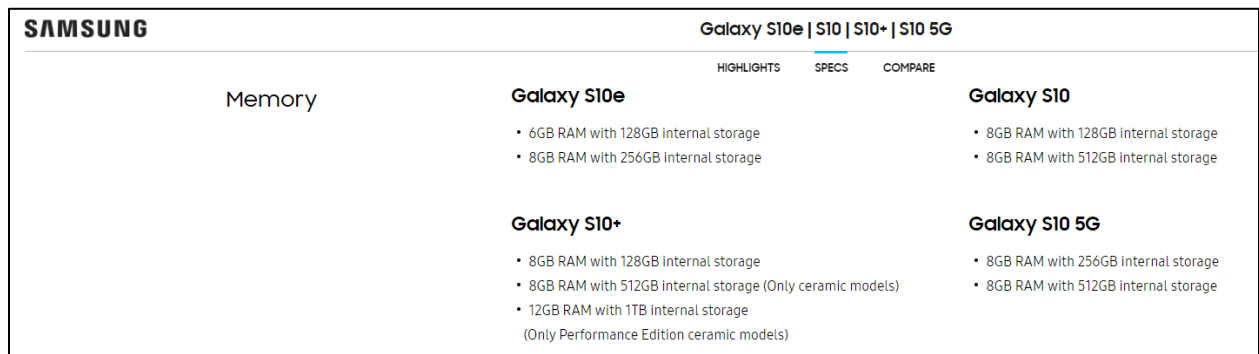 SAMSUNG
Galaxy S10e | S10 | S10+ | S10 5G
HIGHLIGHTS SPECS COMPARE
Memory
Galaxy S10e
• 6GB RAM with 128GB internal storage
• 8GB RAM with 256GB internal storage
Galaxy S10
• 8GB RAM with 128GB internal storage
• 8GB RAM with 512GB internal storage
Galaxy S10+
• 8GB RAM with 128GB internal storage
• 8GB RAM with 512GB internal storage (Only ceramic models)
• 12GB RAM with 1TB internal storage
(Only Performance Edition ceramic models)
Galaxy S10 5G
• 8GB RAM with 256GB internal storage
• 8GB RAM with 512GB internal storage